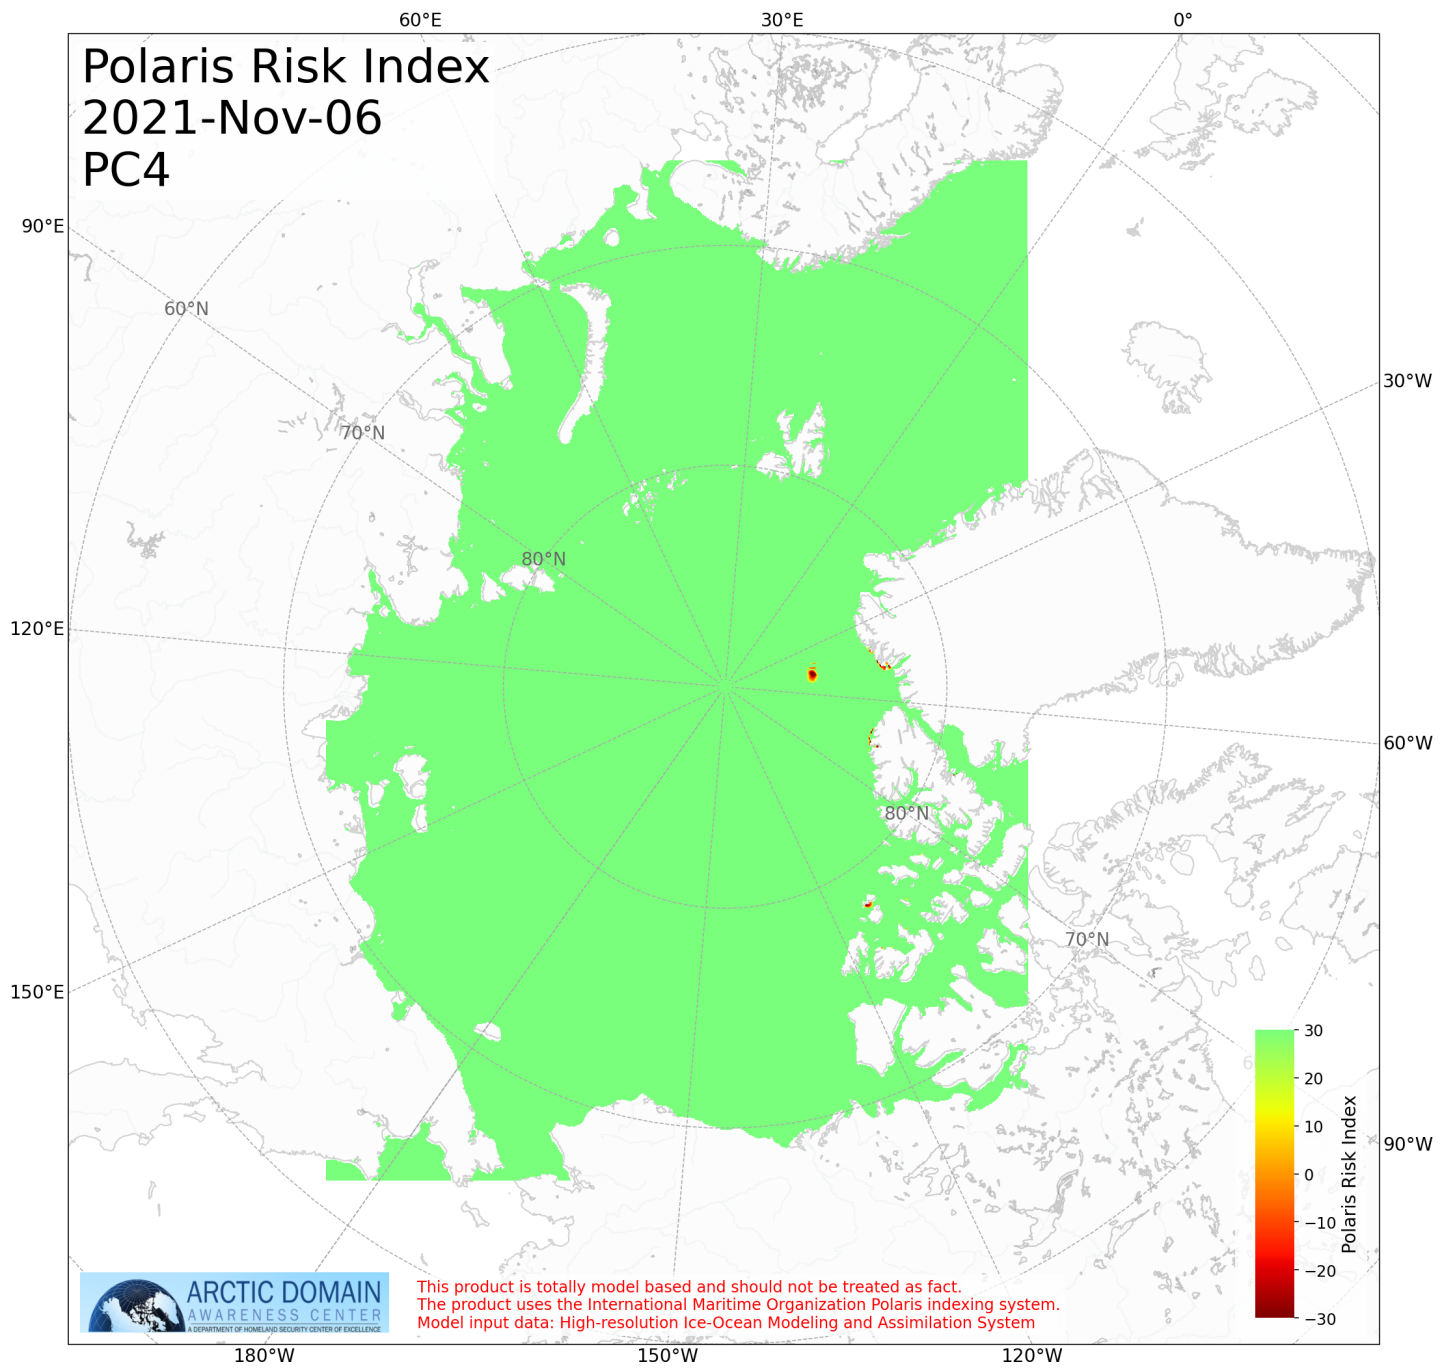 60°E 30°E 0°
Polaris Risk Index
2021-Nov-06
PC4
90°E
60°N
30°W
70°N
80°N
120°E
60°W
80°N
70°N
150°E
30
20
10
0
−10
−20
−30
Polaris Risk Index
90°W
ARCTIC DOMAIN
AWARENESS CENTER
A DEPARTMENT OF HOMELAND SECURITY CENTER OF EXCELLENCE
This product is totally model based and should not be treated as fact.
The product uses the International Maritime Organization Polaris indexing system.
Model input data: High-resolution Ice-Ocean Modeling and Assimilation System
180°W 150°W 120°W